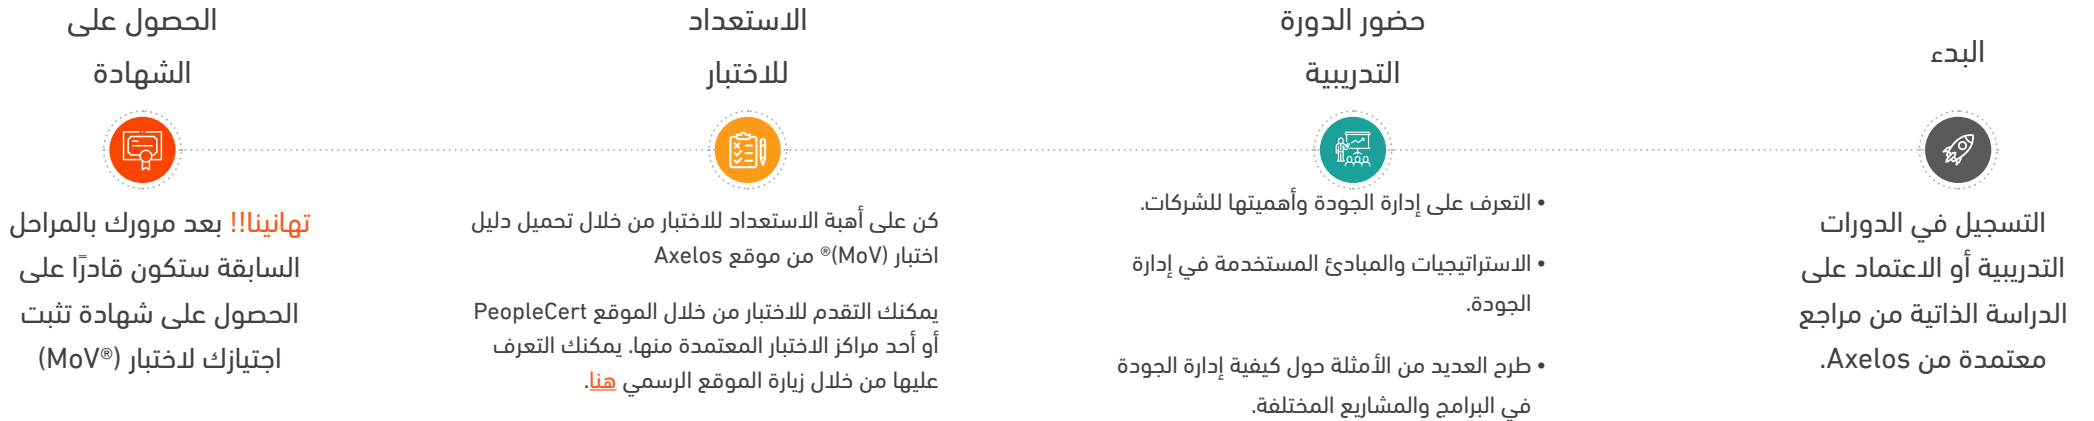 البدء
التسجيل في الدورات
التدريبية أو الاعتماد على
الدراسة الذاتية من مراجع
معتمدة من Axelos.
حضور الدورة
التدريبية
• التعرف على إدارة الجودة وأهميتها للشركات.
• الاستراتيجيات والمبادئ المستخدمة في إدارة
الجودة.
• طرح العديد من الأمثلة حول كيفية إدارة الجودة
في البرامج والمشاريع المختلفة.
الاستعداد
للاختبار
كن على أهبة الاستعداد للاختبار من خلال تحميل دليل
اختبار (MoV)® من موقع Axelos
يمكنك التقدم للاختبار من خلال الموقع PeopleCert
أو أحد مراكز الاختبار المعتمدة منها. يمكنك التعرف
عليها من خلال زيارة الموقع الرسمي هنا.
الحصول على
الشهادة
تهانينا!! بعد مرورك بالمراحل
السابقة ستكون قادرًا على
الحصول على شهادة تثبت
اجتيازك لاختبار (MoV®)